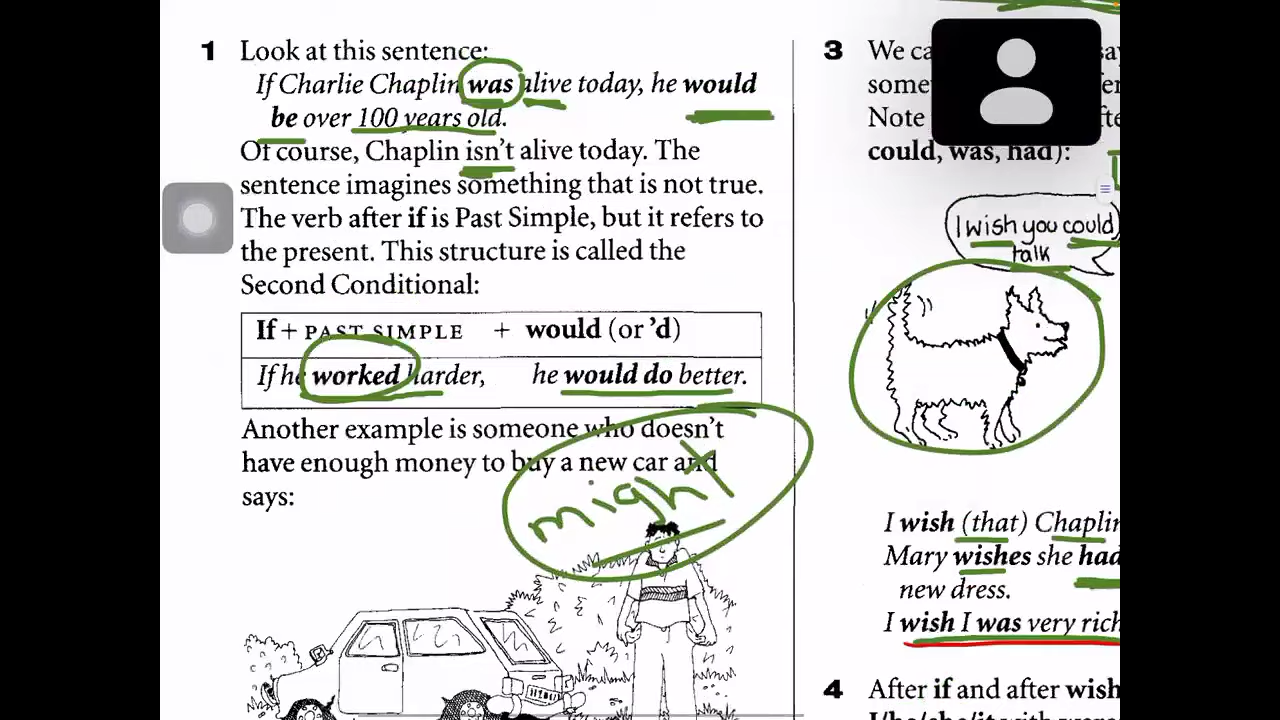 1 Look at this sentence:
If Charlie Chaplin was alive today, he would
be over 100 years old.
Of course, Chaplin isn't alive today. The
sentence imagines something that is not true.
The verb after if is Past Simple, but it refers to
the present. This structure is called the
Second Conditional:
If + PAST SIMPLE + would (or 'd)
If he worked harder, he would do better.
Another example is someone who doesn't
have enough money to buy a new car and
says:
might
3 We
Note
could, was, had):
I wish you could
talk
I wish (that) Chaplin
Mary wishes she had
new dress.
I wish I was very rich
4 After if and after wish
I/he/she/it with were